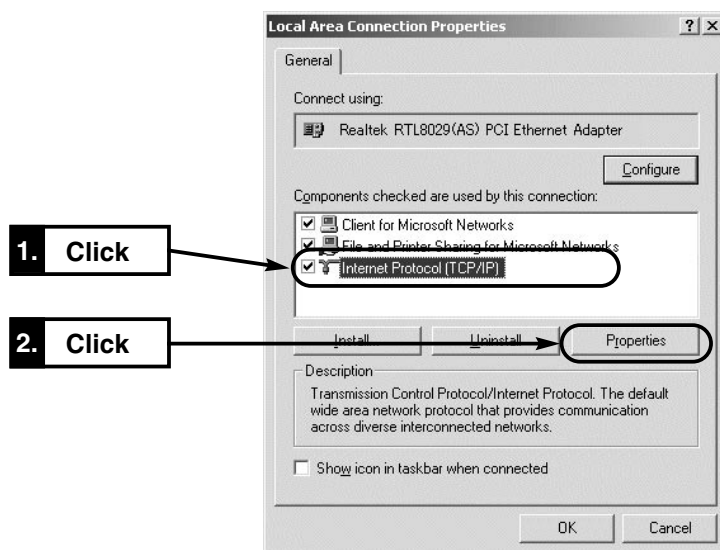 Local Area Connection Properties
General
Connect using:
Realtek RTL8029(AS) PCI Ethernet Adapter
Configure
Components checked are used by this connection:
Client for Microsoft Networks
File and Printer Sharing for Microsoft Networks
Internet Protocol (TCP/IP)
1. Click
2. Click
Install...
Uninstall
Properties
Description
Transmission Control Protocol/Internet Protocol. The default
wide area network protocol that provides communication
across diverse interconnected networks.
Show icon in taskbar when connected
OK
Cancel